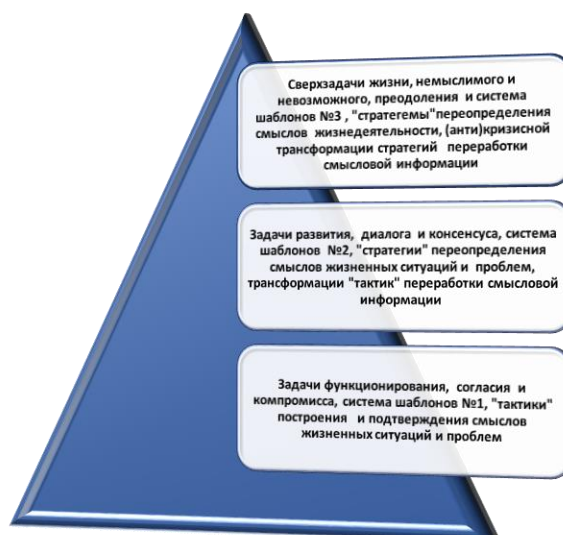 Сверхзадачи жизни, немыслимого и
невозможного, преодоления и система
шаблонов №3 , "стратегемы"переопределения
смыслов жизнедеятельности, (анти)кризисной
трансформации стратегий переработки
смысловой информации
Задачи развития, диалога и консенсуса, система
шаблонов №2, "стратегии" переопределения
смыслов жизненных ситуаций и проблем,
трансформации "тактик" переработки смысловой
информации
Задачи функционирования, согласия и
компромисса, система шаблонов №1, "тактики"
построения и подтверждения смыслов
жизненных ситуаций и проблем